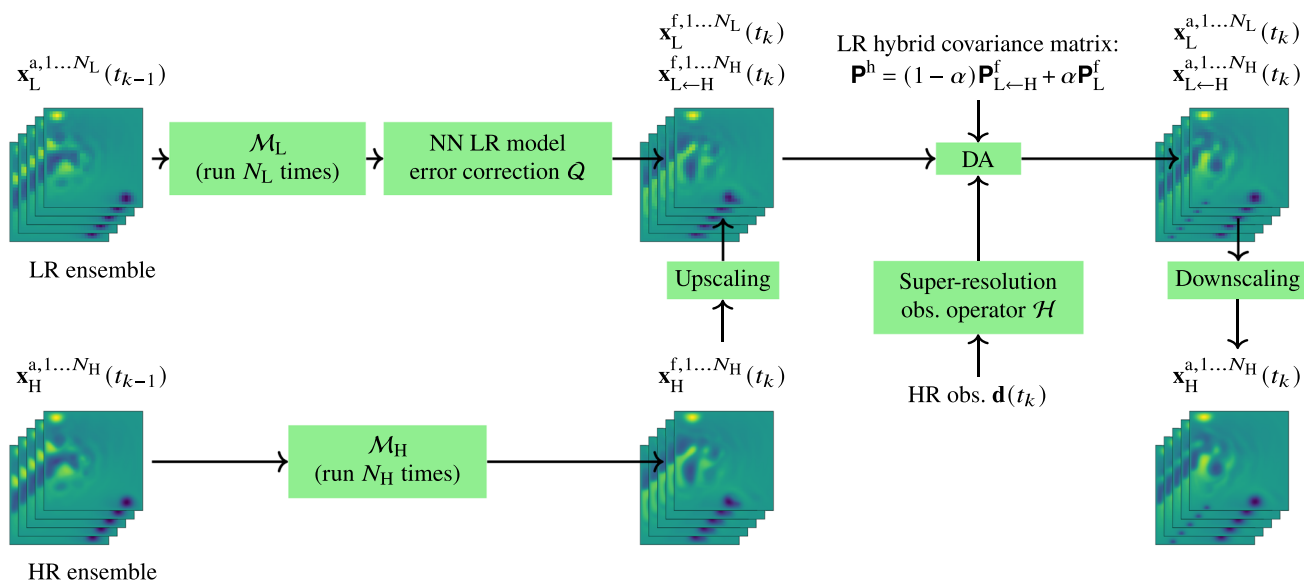 𝐱_L^{a,1…N_L}(t_{k−1})
ℳ_L
(run N_L times)
NN LR model
error correction 𝒬
𝐱_L^{f,1…N_L}(t_k)
𝐱_{L←H}^{f,1…N_H}(t_k)
LR hybrid covariance matrix:
𝐏^h = (1 − α)𝐏_{L←H}^f + α𝐏_L^f
DA
𝐱_L^{a,1…N_L}(t_k)
𝐱_{L←H}^{a,1…N_H}(t_k)
LR ensemble
Upscaling
Super-resolution
obs. operator ℋ
Downscaling
𝐱_H^{a,1…N_H}(t_{k−1})
ℳ_H
(run N_H times)
𝐱_H^{f,1…N_H}(t_k)
HR obs. 𝐝(t_k)
𝐱_H^{a,1…N_H}(t_k)
HR ensemble